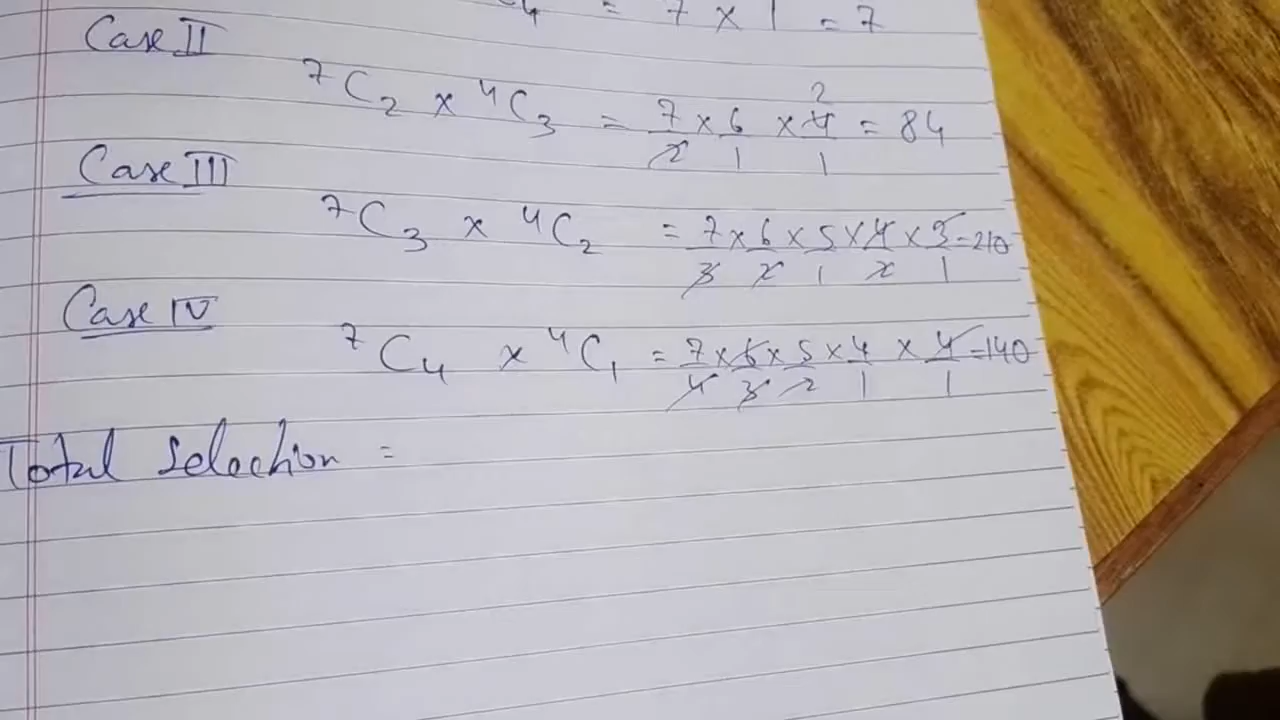 4 = 7 × 1 = 7
Case II
⁷C₂ × ⁴C₃ = 7/2 × 6/1 × 4/1 2 = 84
Case III
⁷C₃ × ⁴C₂ = 7/3 × 6/2 × 5/1 × 4/2 × 3/1 = 210
Case IV
⁷C₄ × ⁴C₁ = 7/4 × 6/3 × 5/2 × 4/1 × 4/1 = 140
Total Selection =